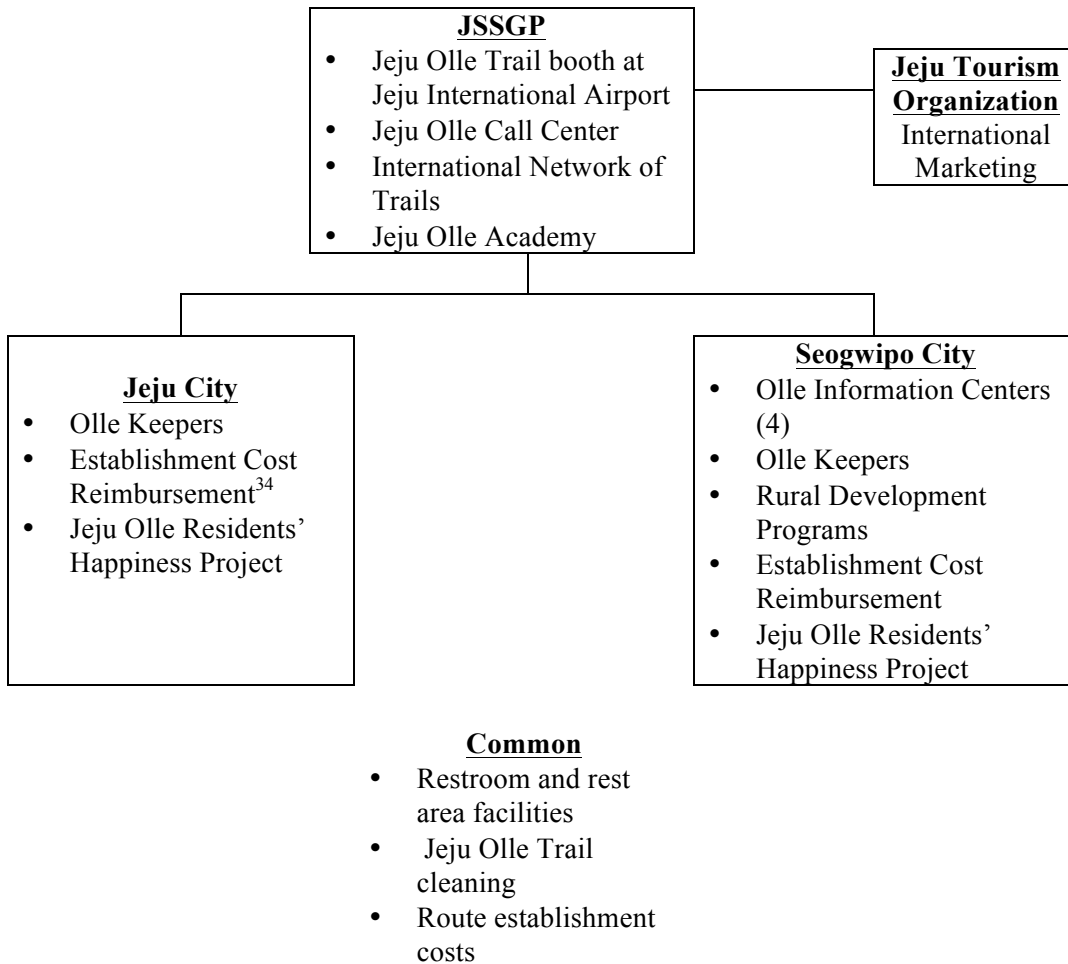 JSSGP
• Jeju Olle Trail booth at
Jeju International Airport
• Jeju Olle Call Center
• International Network of
Trails
• Jeju Olle Academy
Jeju Tourism
Organization
International
Marketing
Jeju City
• Olle Keepers
• Establishment Cost
Reimbursement34
• Jeju Olle Residents’
Happiness Project
Seogwipo City
• Olle Information Centers
(4)
• Olle Keepers
• Rural Development
Programs
• Establishment Cost
Reimbursement
• Jeju Olle Residents’
Happiness Project
Common
• Restroom and rest
area facilities
• Jeju Olle Trail
cleaning
• Route establishment
costs